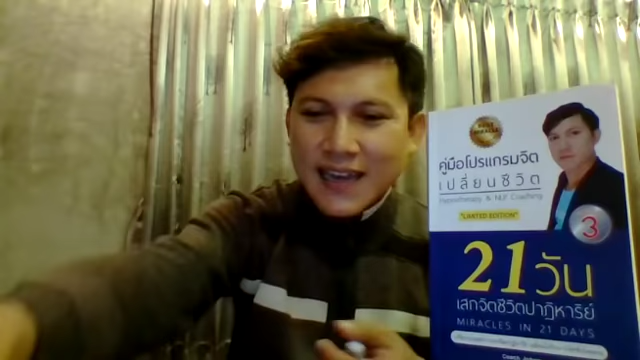 คู่มือโปรแกรมจิต
เปลี่ยนชีวิต
Hypnotherapy & NLP Coaching
"LIMITED EDITION"
3
21 วัน
เสกจิตชีวิตปาฏิหาริย์
MIRACLES IN 21 DAYS
Coach